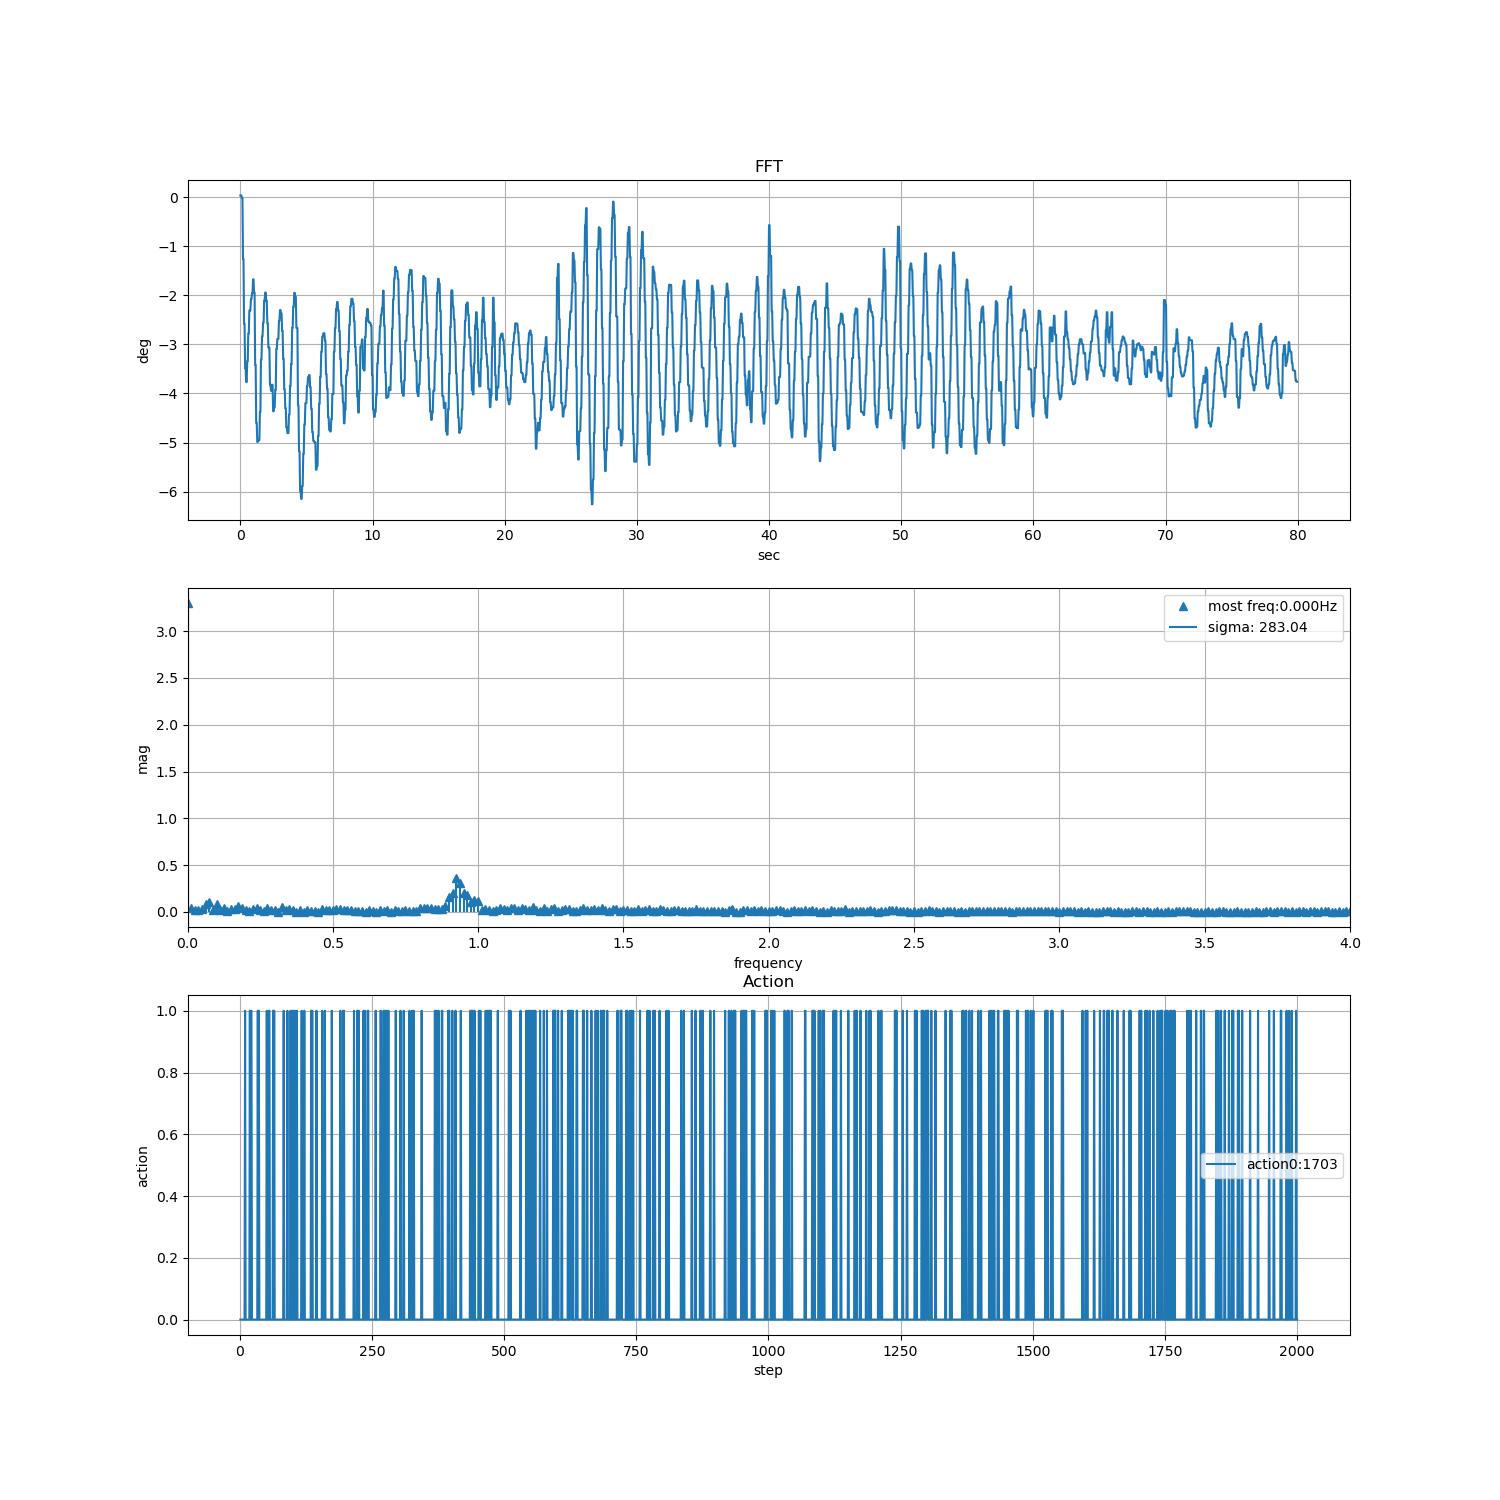 FFT
0
−1
−2
−3
−4
−5
−6
deg
0 10 20 30 40 50 60 70 80
sec
most freq:0.000Hz
sigma: 283.04
3.0
2.5
2.0
1.5
1.0
0.5
0.0
mag
0.0 0.5 1.0 1.5 2.0 2.5 3.0 3.5 4.0
frequency
Action
1.0
0.8
0.6
0.4
0.2
0.0
action
action0:1703
0 250 500 750 1000 1250 1500 1750 2000
step